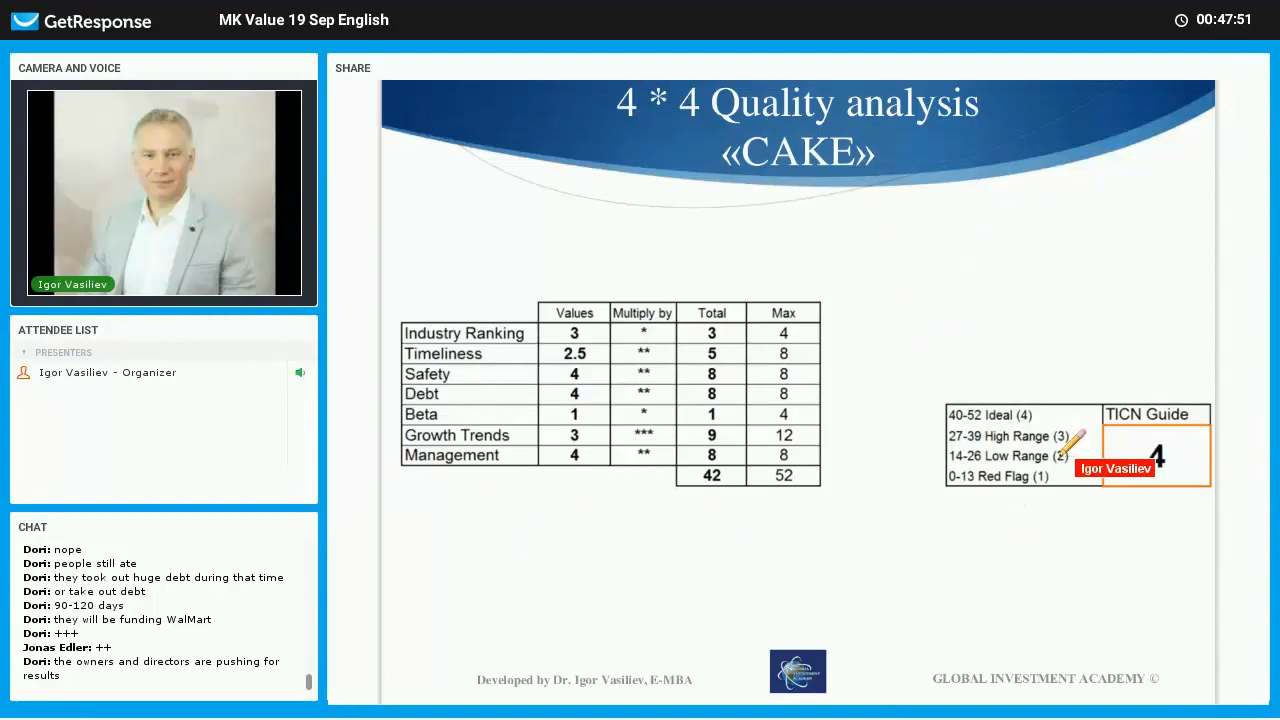 GetResponse
MK Value 19 Sep English
00:47:51
CAMERA AND VOICE
Igor Vasiliev
ATTENDEE LIST
PRESENTERS
Igor Vasiliev - Organizer
CHAT
Dori: nope
Dori: people still ate
Dori: they took out huge debt during that time
Dori: or take out debt
Dori: 90-120 days
Dori: they will be funding WalMart
Dori: +++
Jonas Edler: ++
Dori: the owners and directors are pushing for
results
SHARE
4 * 4 Quality analysis
«CAKE»
Values Multiply by Total Max
Industry Ranking 3 * 3 4
Timeliness 2.5 ** 5 8
Safety 4 ** 8 8
Debt 4 ** 8 8
Beta 1 * 1 4
Growth Trends 3 *** 9 12
Management 4 ** 8 8
42 52
40-52 Ideal (4) TICN Guide
27-39 High Range (3)
14-26 Low Range (2) 4
0-13 Red Flag (1)
Igor Vasiliev
Developed by Dr. Igor Vasiliev, E-MBA
GLOBAL INVESTMENT ACADEMY ©